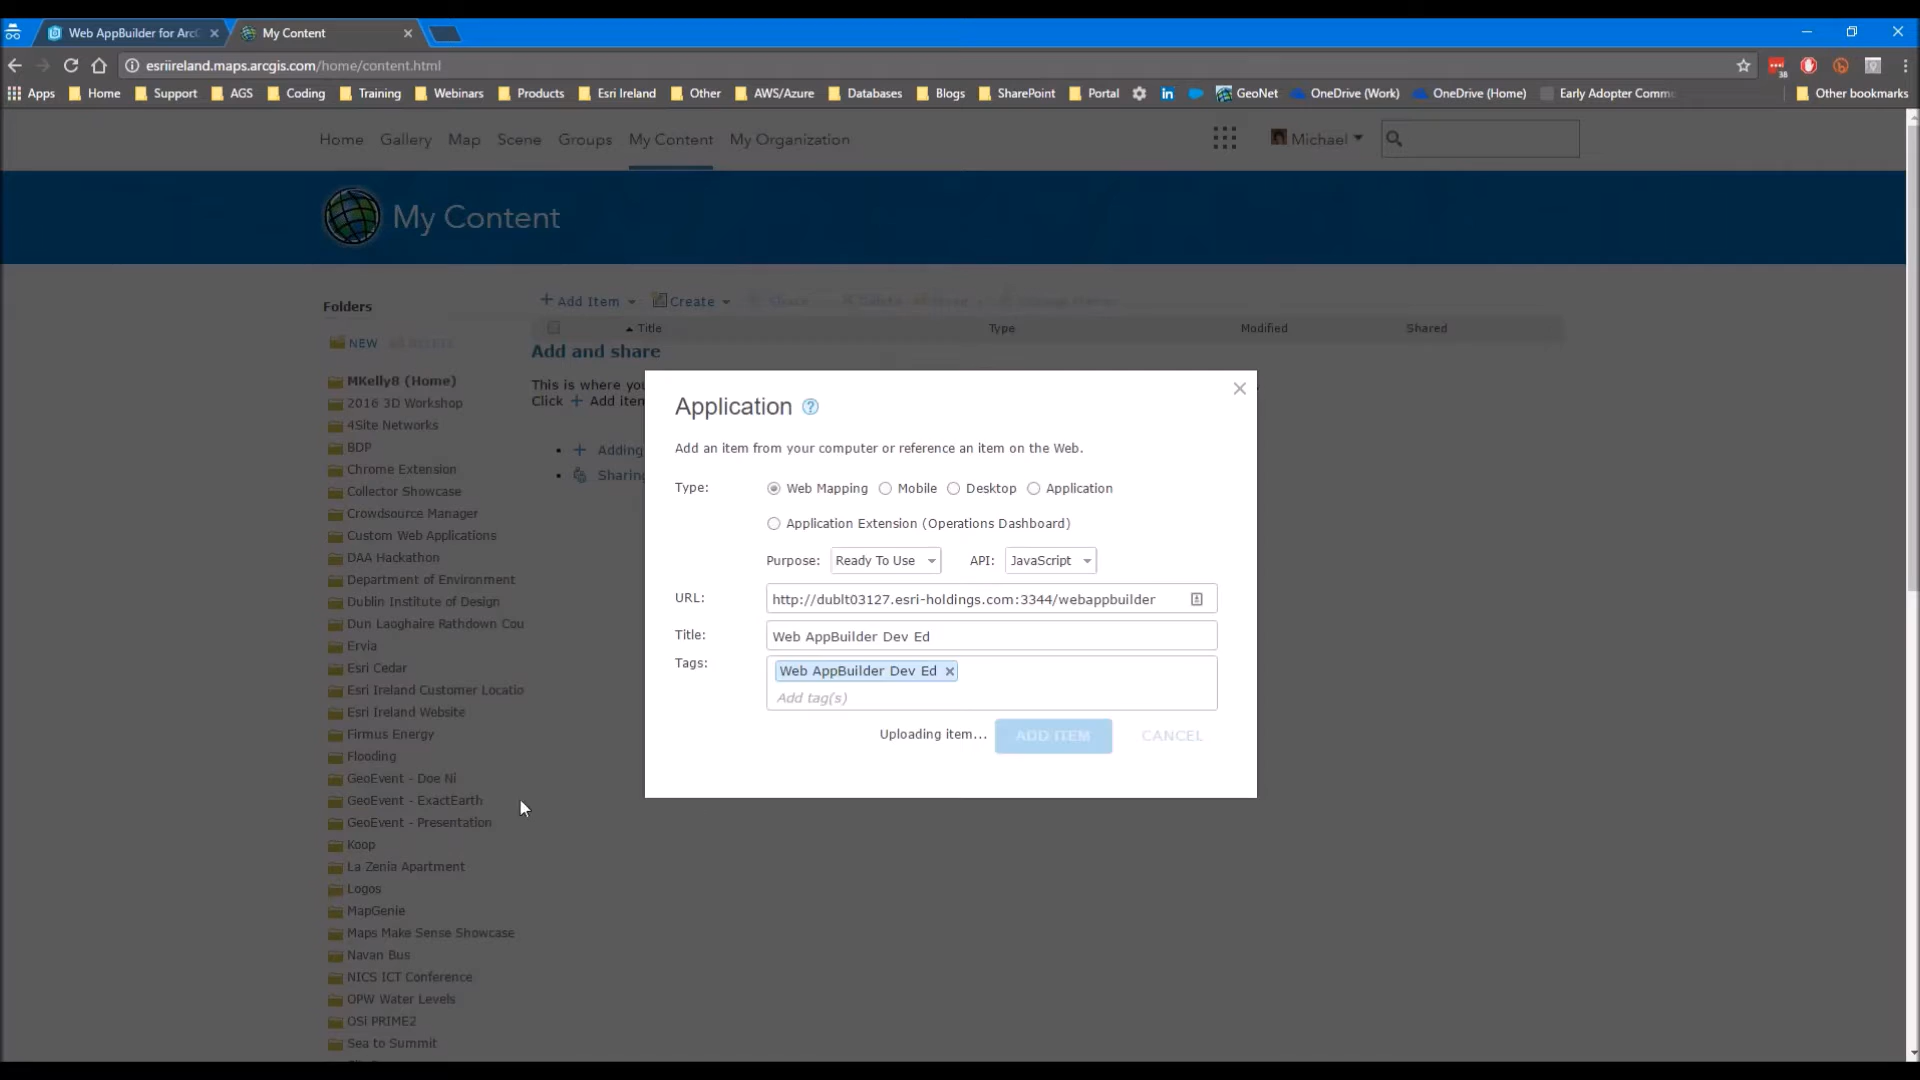 Web AppBuilder for ArcG
My Content
esriireland.maps.arcgis.com/home/content.html
38
Apps Home Support AGS Coding Training Webinars Products Esri Ireland Other AWS/Azure Databases Blogs SharePoint Portal GeoNet OneDrive (Work) OneDrive (Home) Early Adopter Comm Other bookmarks
Home Gallery Map Scene Groups My Content My Organization Michael
My Content
Folders
NEW
MKelly8 (Home)
2016 3D Workshop
4Site Networks
BDP
Chrome Extension
Collector Showcase
Crowdsource Manager
Custom Web Applications
DAA Hackathon
Department of Environment
Dublin Institute of Design
Dun Laoghaire Rathdown Cou
Ervia
Esri Cedar
Esri Ireland Customer Locatio
Esri Ireland Website
Firmus Energy
Flooding
GeoEvent - Doe Ni
GeoEvent - ExactEarth
GeoEvent - Presentation
Koop
La Zenia Apartment
Logos
MapGenie
Maps Make Sense Showcase
Navan Bus
NICS ICT Conference
OPW Water Levels
OSi PRIME2
Sea to Summit
Add Item Create Share Delete
Title Type Modified Shared
Add and share
This is where you
Click + Add item
Adding
Sharing
Application ?
Add an item from your computer or reference an item on the Web.
Type: Web Mapping Mobile Desktop Application
Application Extension (Operations Dashboard)
Purpose: Ready To Use API: JavaScript
URL: http://dublt03127.esri-holdings.com:3344/webappbuilder
Title: Web AppBuilder Dev Ed
Tags: Web AppBuilder Dev Ed ×
Add tag(s)
Uploading item... ADD ITEM CANCEL